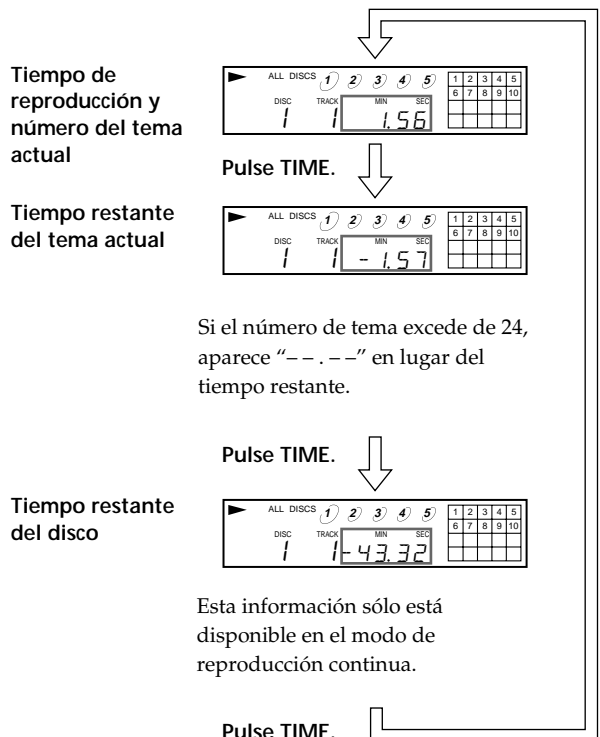 Tiempo de
reproducción y
número del tema
actual
ALL DISCS 1 2 3 4 5
DISC TRACK MIN SEC
1 1 1.56
1 2 3 4 5
6 7 8 9 10
Pulse TIME.
Tiempo restante
del tema actual
ALL DISCS 1 2 3 4 5
DISC TRACK MIN SEC
1 1 - 1.57
1 2 3 4 5
6 7 8 9 10
Si el número de tema excede de 24,
aparece “– – . – –” en lugar del
tiempo restante.
Pulse TIME.
Tiempo restante
del disco
ALL DISCS 1 2 3 4 5
DISC TRACK MIN SEC
1 1 -43.32
1 2 3 4 5
6 7 8 9 10
Esta información sólo está
disponible en el modo de
reproducción continua.
Pulse TIME.